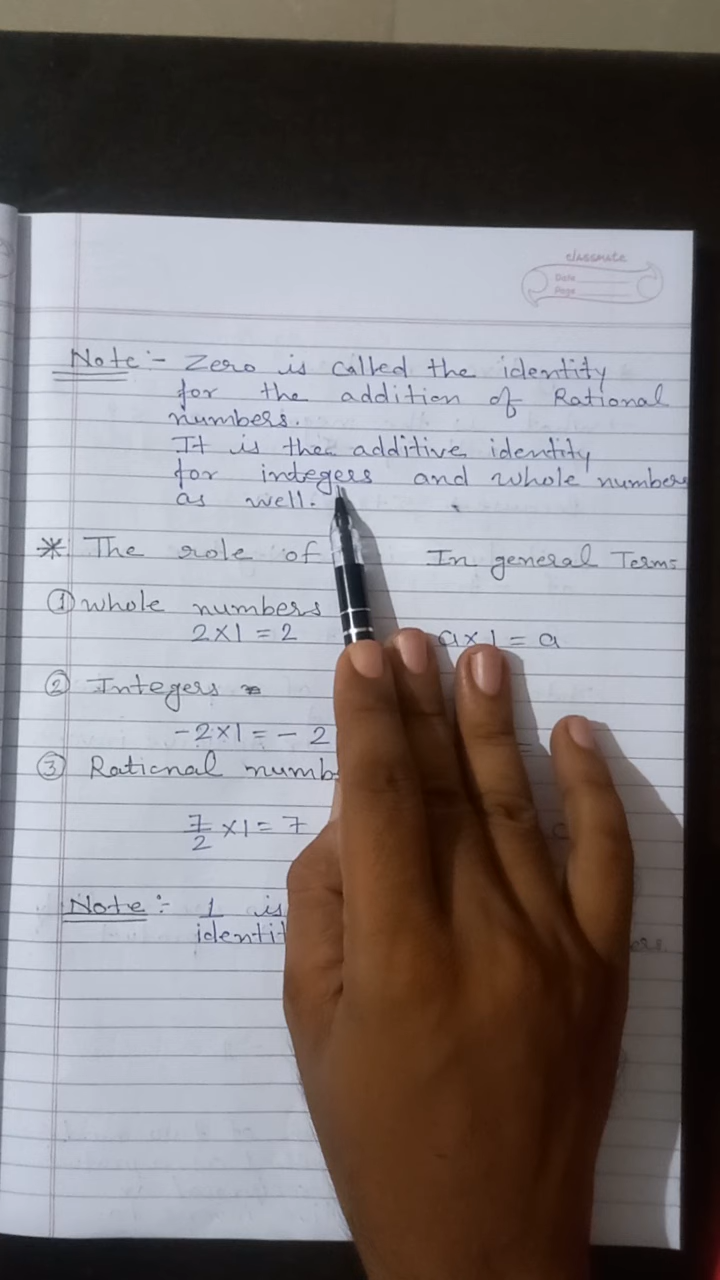 classmate
Date
Page
Note :- Zero is called the identity
for the addition of Rational
numbers.
It is the additive identity
for integers and whole numbers
as well.
* The role of In general Terms
① Whole numbers
2×1 = 2 a×1 = a
② Integers
-2×1 = -2 =
③ Rational numb
7/2 ×1 = 7
Note :- 1 is
identit